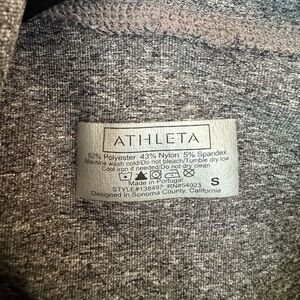 ATHLETA
52% Polyester 43% Nylon 5% Spandex
Machine wash cold/Do not bleach/Tumble dry low
Cool iron if needed/Do not dry clean
Made in Portugal
STYLE#138497 RN#54023
S
Designed in Sonoma County, California